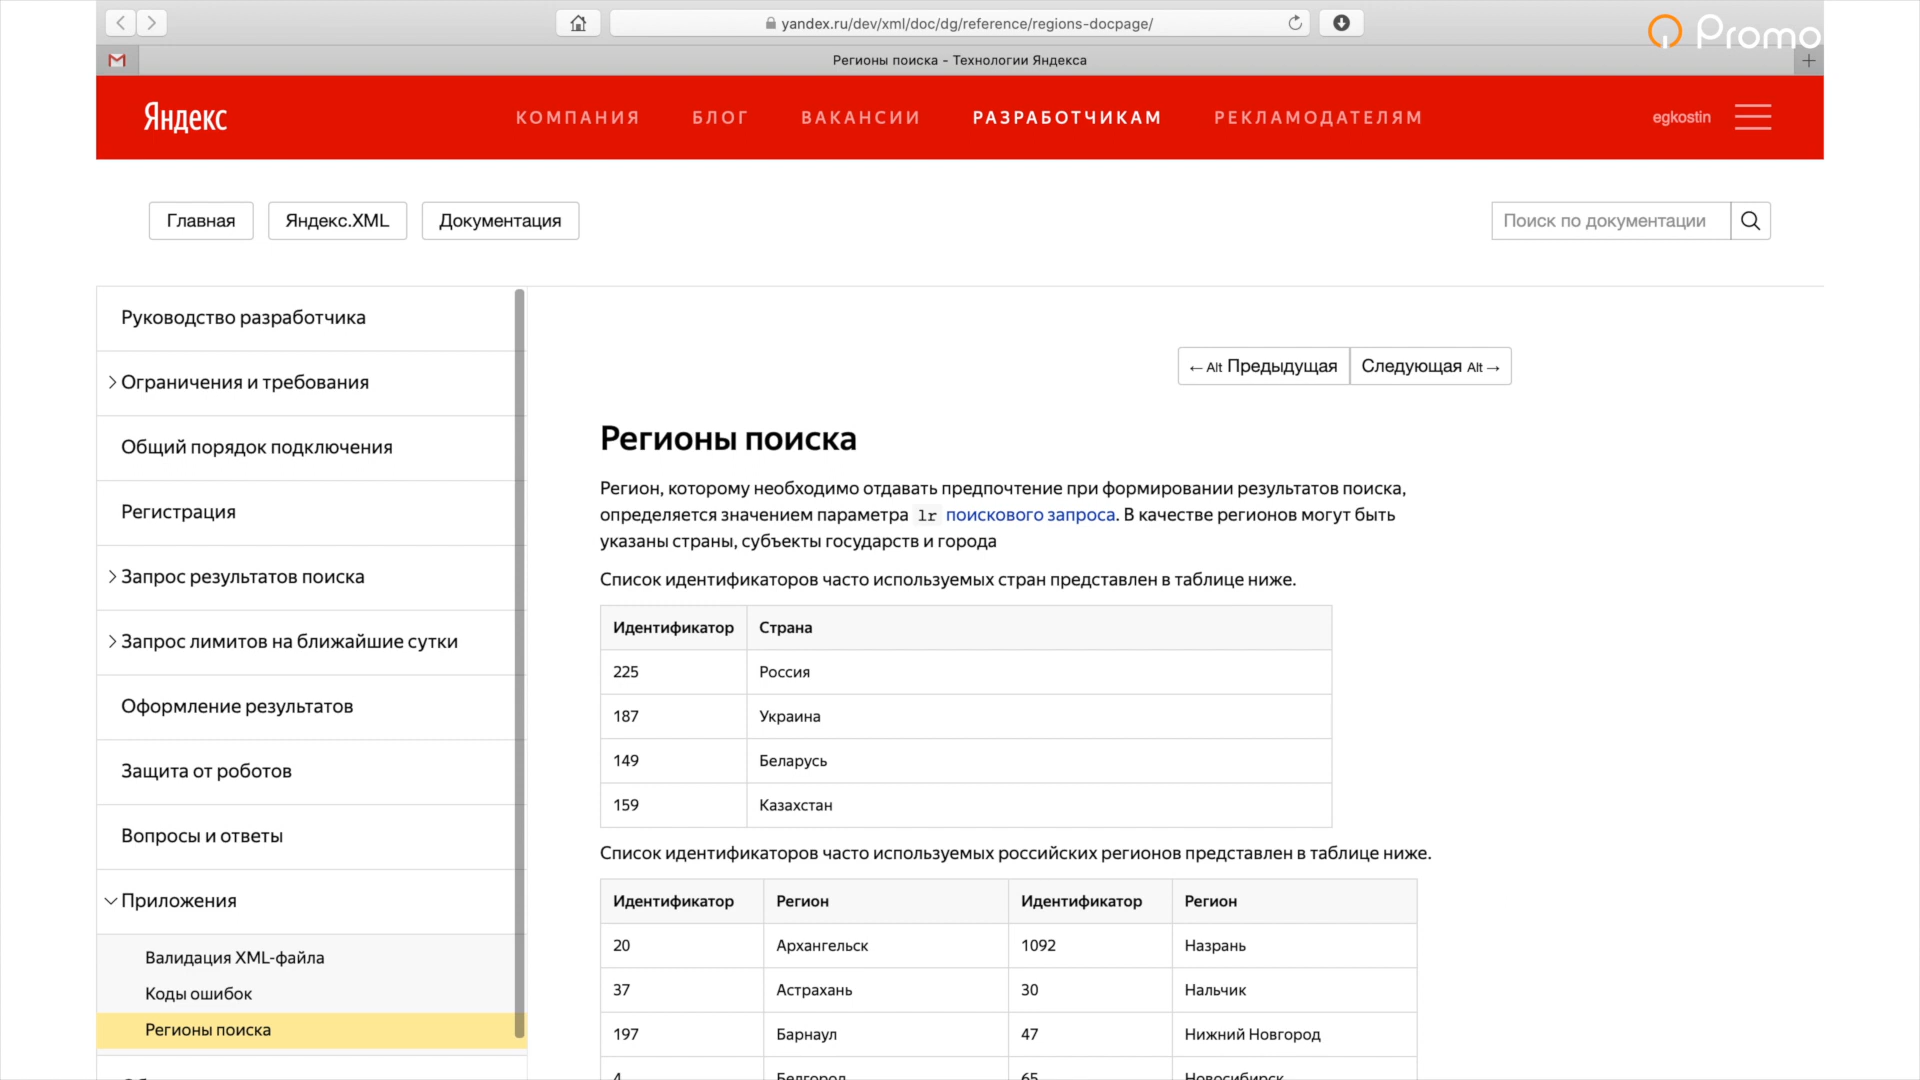 yandex.ru/dev/xml/doc/dg/reference/regions-docpage/
Promo
Регионы поиска - Технологии Яндекса
Яндекс
КОМПАНИЯ
БЛОГ
ВАКАНСИИ
РАЗРАБОТЧИКАМ
РЕКЛАМОДАТЕЛЯМ
egkostin
Главная
Яндекс.XML
Документация
Поиск по документации
Руководство разработчика
Ограничения и требования
Общий порядок подключения
Регистрация
Запрос результатов поиска
Запрос лимитов на ближайшие сутки
Оформление результатов
Защита от роботов
Вопросы и ответы
Приложения
Валидация XML-файла
Коды ошибок
Регионы поиска
←Alt Предыдущая
Следующая Alt→
Регионы поиска
Регион, которому необходимо отдавать предпочтение при формировании результатов поиска,
определяется значением параметра lr поискового запроса. В качестве регионов могут быть
указаны страны, субъекты государств и города
Список идентификаторов часто используемых стран представлен в таблице ниже.
Идентификатор Страна
225 Россия
187 Украина
149 Беларусь
159 Казахстан
Список идентификаторов часто используемых российских регионов представлен в таблице ниже.
Идентификатор Регион Идентификатор Регион
20 Архангельск 1092 Назрань
37 Астрахань 30 Нальчик
197 Барнаул 47 Нижний Новгород
4 Белгород 65 Новосибирск